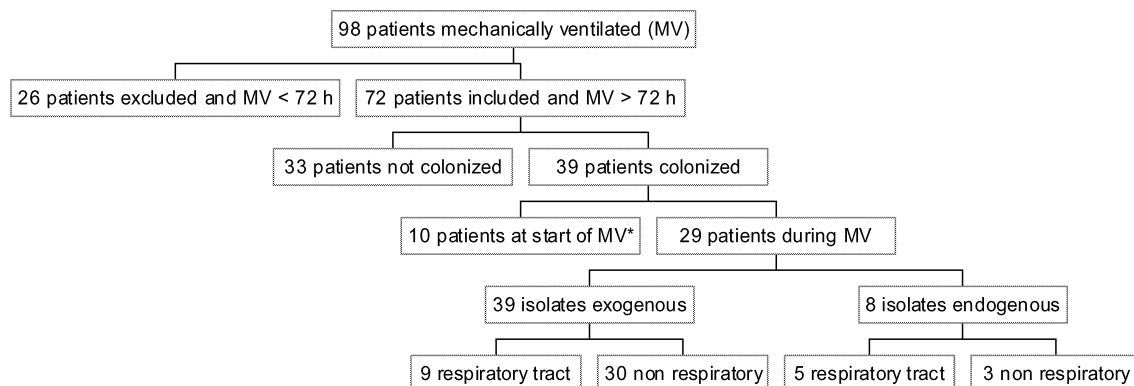 98 patients mechanically ventilated (MV)
26 patients excluded and MV < 72 h
72 patients included and MV > 72 h
33 patients not colonized
39 patients colonized
10 patients at start of MV*
29 patients during MV
39 isolates exogenous
8 isolates endogenous
9 respiratory tract
30 non respiratory
5 respiratory tract
3 non respiratory